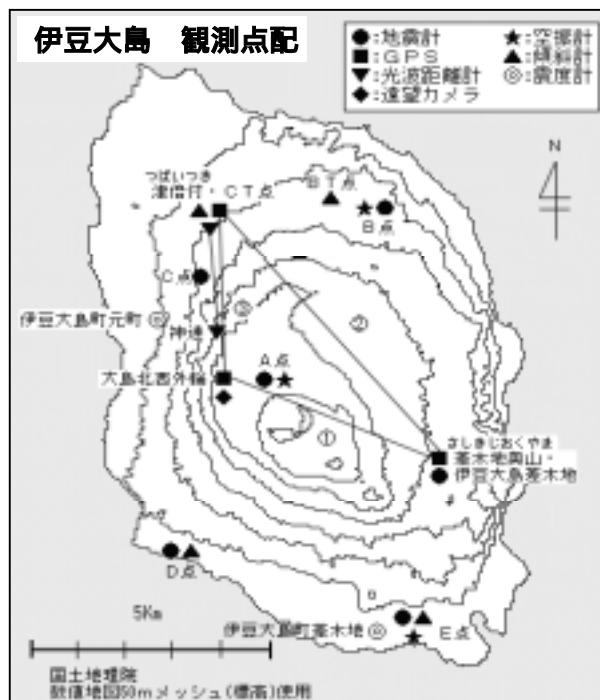 伊豆大島　観測点配
●:地震計
★:空振計
■:GPS
▲:傾斜計
▼:光波距離計
◎:震度計
◆:遠望カメラ
N
つばいつき
津倍付・CT点
BT点
B点
C点
伊豆大島町元町
③
②
神達
A点
大島北西外輪
①
さしきじおくやま
差木地奥山・
伊豆大島差木地
D点
5Km
伊豆大島町差木地
E点
国土地理院
数値地図50mメッシュ(標高)使用